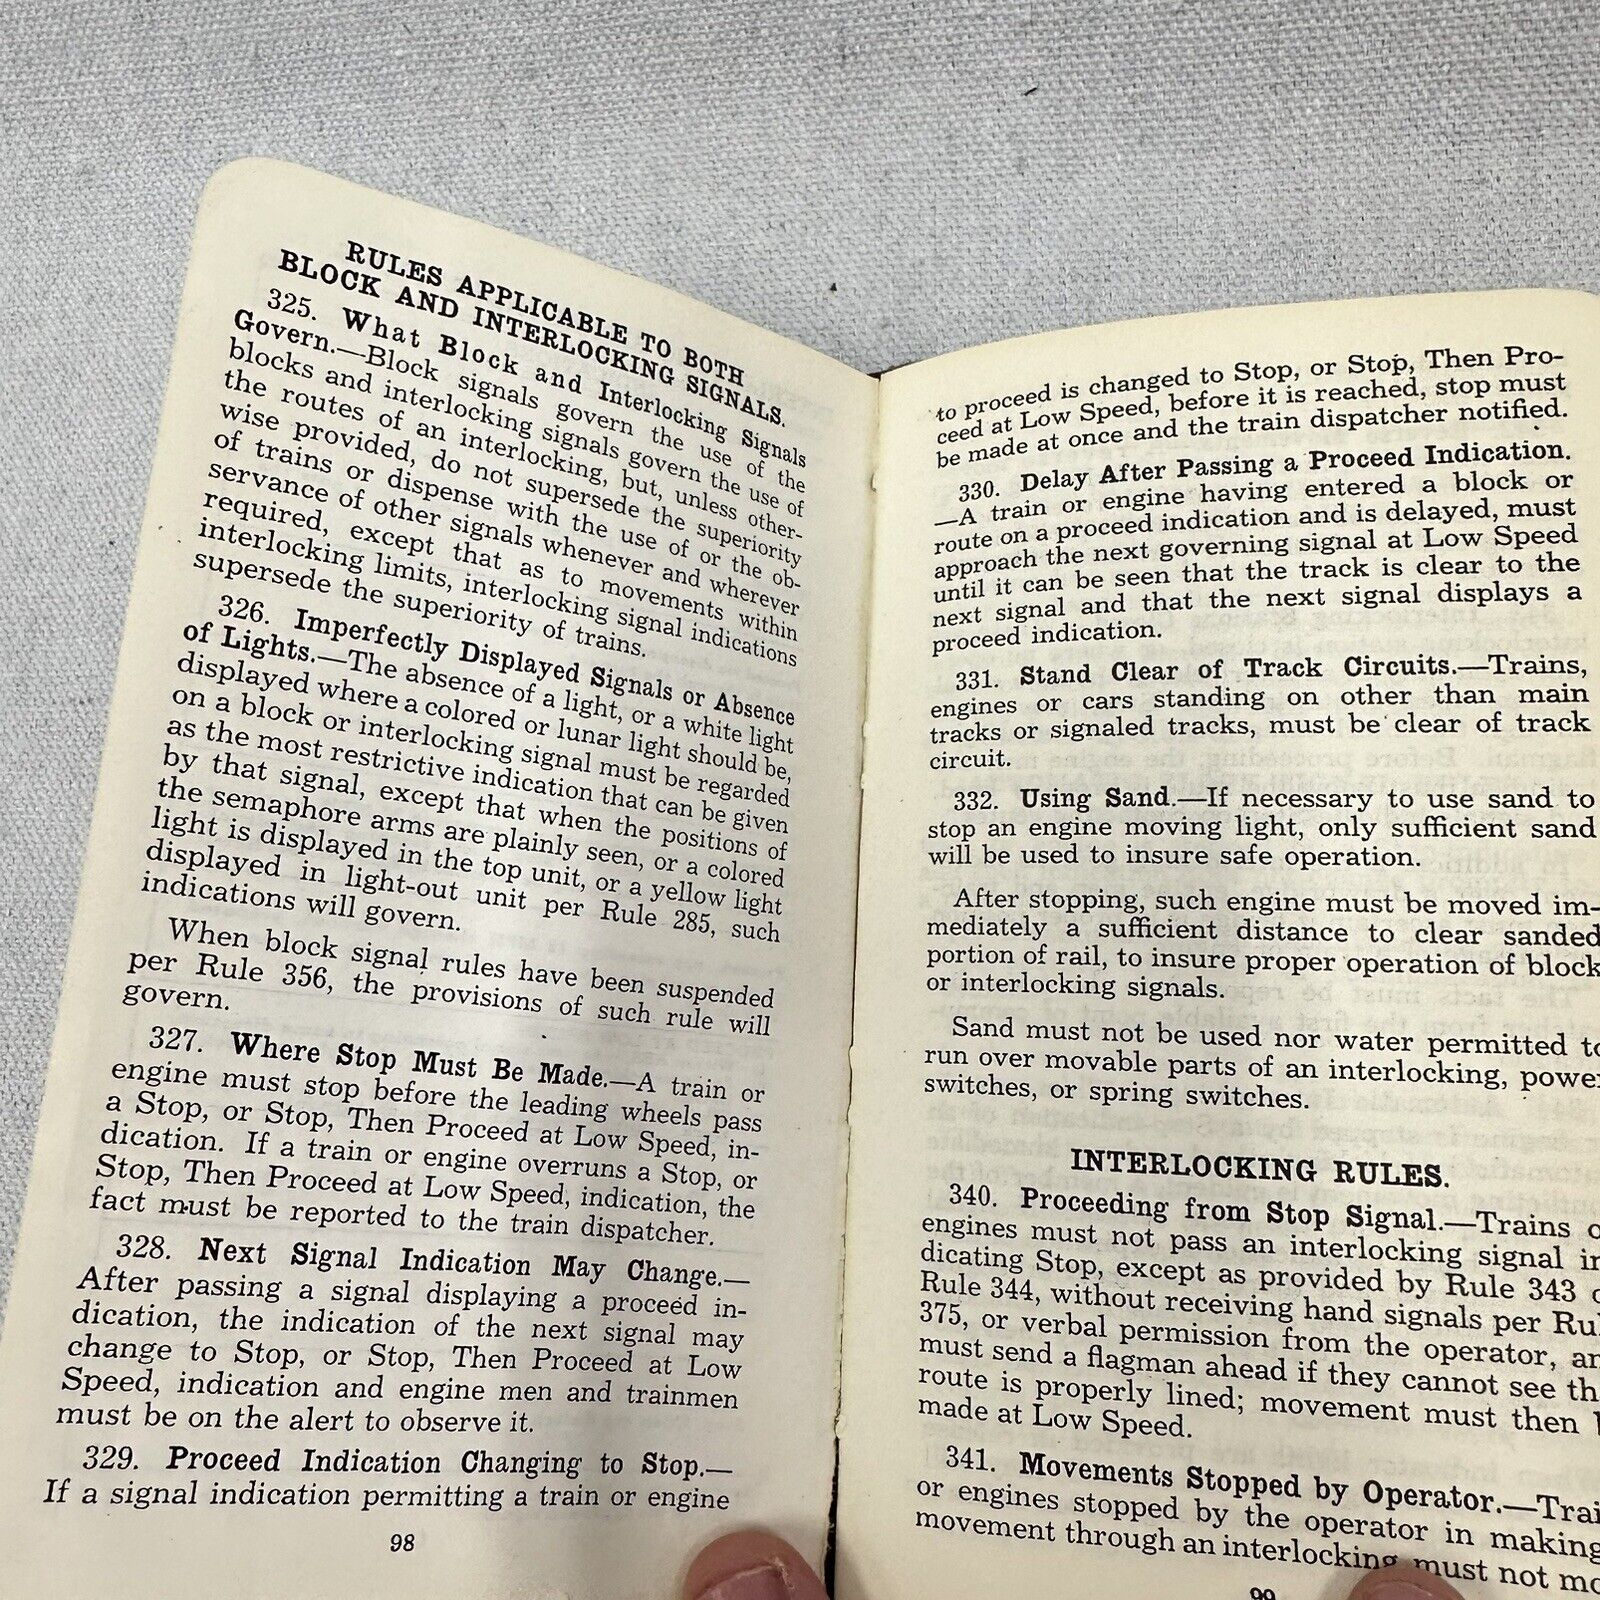 RULES APPLICABLE TO BOTH
BLOCK AND INTERLOCKING SIGNALS.
325. What Block and Interlocking Signals
Govern.—Block signals govern the use of the
blocks and interlocking signals govern the use of
the routes of an interlocking, but, unless other-
wise provided, do not supersede the superiority
of trains or dispense with the use of or the ob-
servance of other signals whenever and wherever
required, except that as to movements within
interlocking limits, interlocking signal indications
supersede the superiority of trains.
326. Imperfectly Displayed Signals or Absence
of Lights.—The absence of a light, or a white light
displayed where a colored or lunar light should be,
on a block or interlocking signal must be regarded
as the most restrictive indication that can be given
by that signal, except that when the positions of
the semaphore arms are plainly seen, or a colored
light is displayed in the top unit, or a yellow light
displayed in light-out unit per Rule 285, such
indications will govern.
When block signal rules have been suspended
per Rule 356, the provisions of such rule will
govern.
327. Where Stop Must Be Made.—A train or
engine must stop before the leading wheels pass
a Stop, or Stop, Then Proceed at Low Speed, in-
dication. If a train or engine overruns a Stop, or
Stop, Then Proceed at Low Speed, indication, the
fact must be reported to the train dispatcher.
328. Next Signal Indication May Change.—
After passing a signal displaying a proceed in-
dication, the indication of the next signal may
change to Stop, or Stop, Then Proceed at Low
Speed, indication and engine men and trainmen
must be on the alert to observe it.
329. Proceed Indication Changing to Stop.—
If a signal indication permitting a train or engine
98
to proceed is changed to Stop, or Stop, Then Pro-
ceed at Low Speed, before it is reached, stop must
be made at once and the train dispatcher notified.
330. Delay After Passing a Proceed Indication.
—A train or engine having entered a block or
route on a proceed indication and is delayed, must
approach the next governing signal at Low Speed
until it can be seen that the track is clear to the
next signal and that the next signal displays a
proceed indication.
331. Stand Clear of Track Circuits.—Trains,
engines or cars standing on other than main
tracks or signaled tracks, must be clear of track
circuit.
332. Using Sand.—If necessary to use sand to
stop an engine moving light, only sufficient sand
will be used to insure safe operation.
After stopping, such engine must be moved im-
mediately a sufficient distance to clear sanded
portion of rail, to insure proper operation of block
or interlocking signals.
Sand must not be used nor water permitted to
run over movable parts of an interlocking, power
switches, or spring switches.
INTERLOCKING RULES.
340. Proceeding from Stop Signal.—Trains
engines must not pass an interlocking signal in
dicating Stop, except as provided by Rule 343
Rule 344, without receiving hand signals per
375, or verbal permission from the operator,
must send a flagman ahead if they cannot see
route is properly lined; movement must then
made at Low Speed.
341. Movements Stopped by Operator.—
or engines stopped by the operator in making
movement through an interlocking must not
99